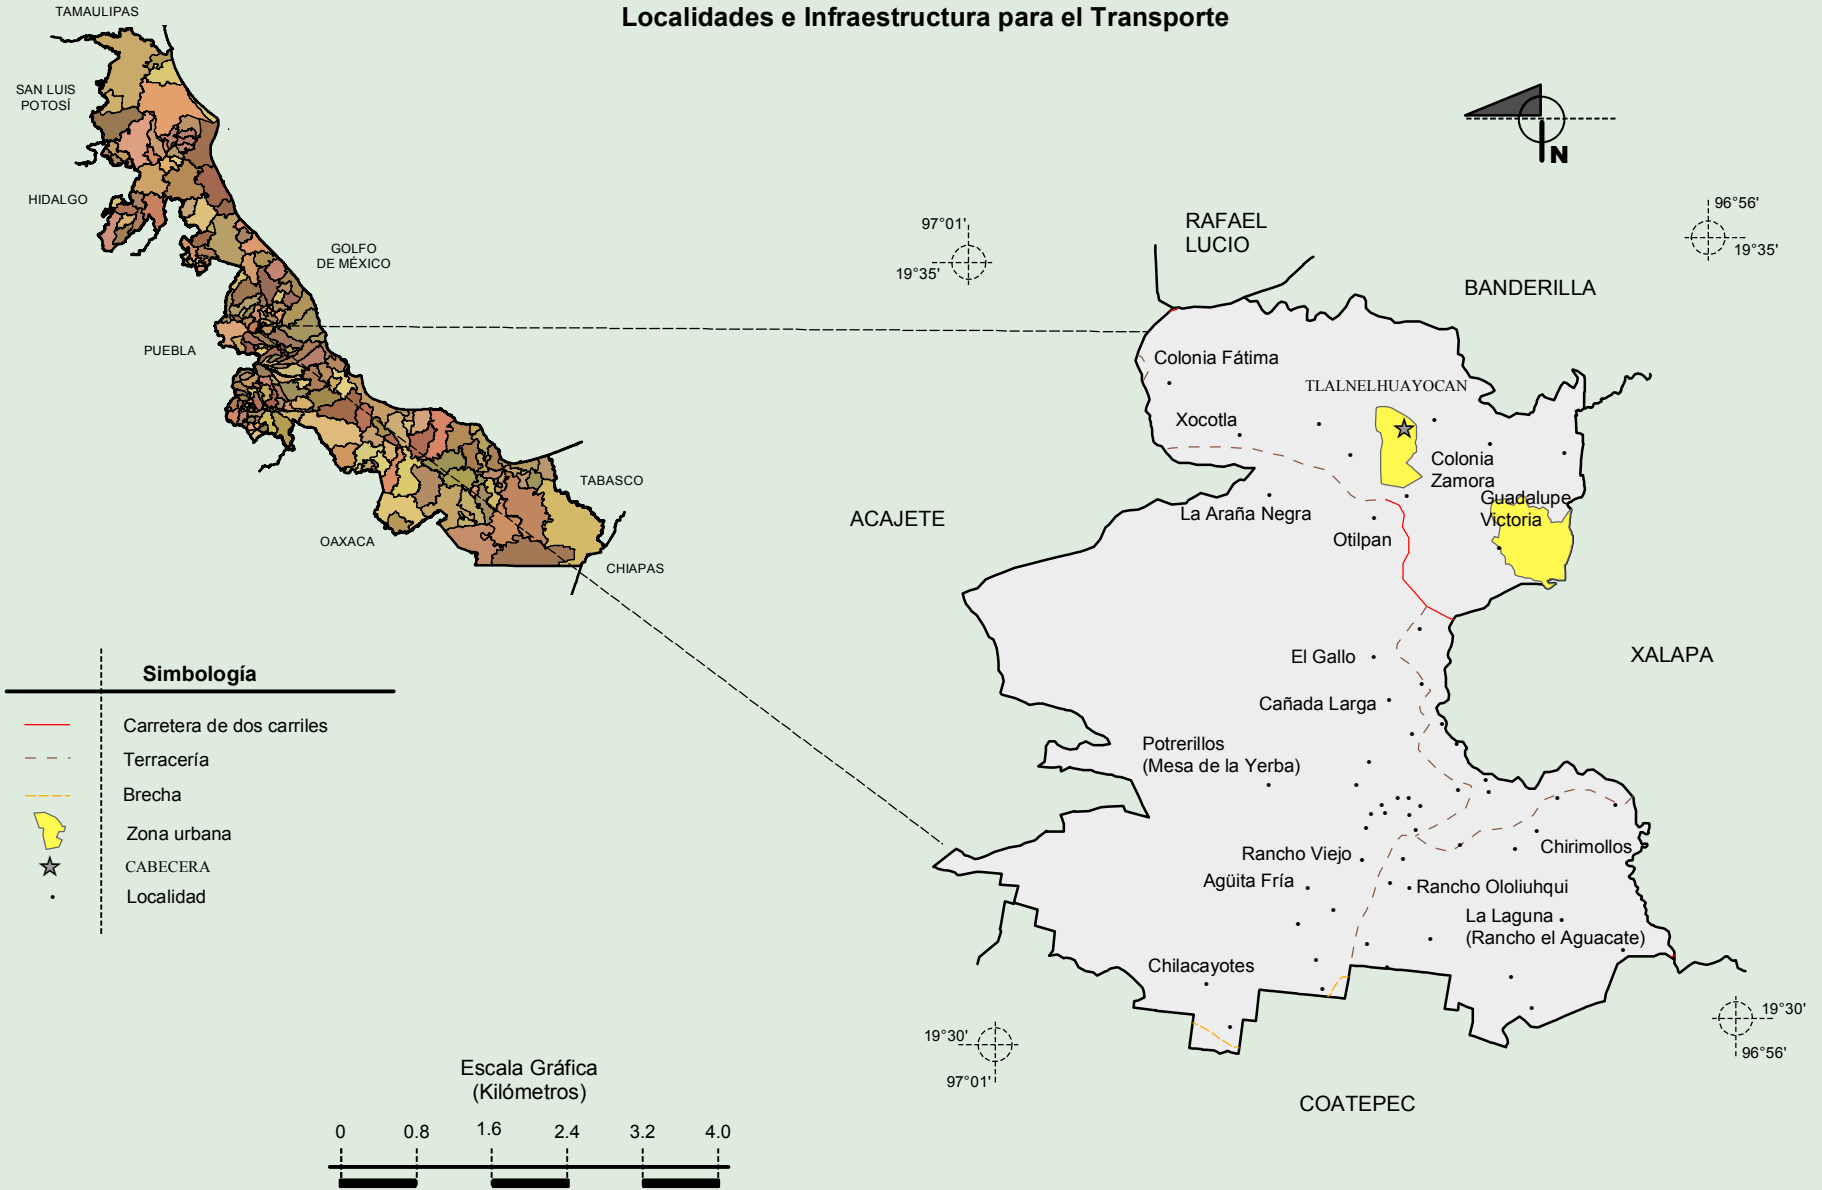 Localidades e Infraestructura para el Transporte
TAMAULIPAS
SAN LUIS
POTOSÍ
HIDALGO
GOLFO
DE MÉXICO
PUEBLA
TABASCO
OAXACA
CHIAPAS
N
97°01'
19°35'
96°56'
19°35'
RAFAEL
LUCIO
BANDERILLA
Colonia Fátima
TLALNELHUAYOCAN
Xocotla
Colonia
Zamora
Guadalupe
Victoria
La Araña Negra
ACAJETE
Otilpan
El Gallo
XALAPA
Cañada Larga
Potrerillos
(Mesa de la Yerba)
Rancho Viejo
Chirimollos
Agüita Fría
Rancho Ololiuhqui
La Laguna
(Rancho el Aguacate)
Chilacayotes
19°30'
97°01'
19°30'
96°56'
COATEPEC
Simbología
Carretera de dos carriles
Terracería
Brecha
Zona urbana
CABECERA
Localidad
Escala Gráfica
(Kilómetros)
0 0.8 1.6 2.4 3.2 4.0